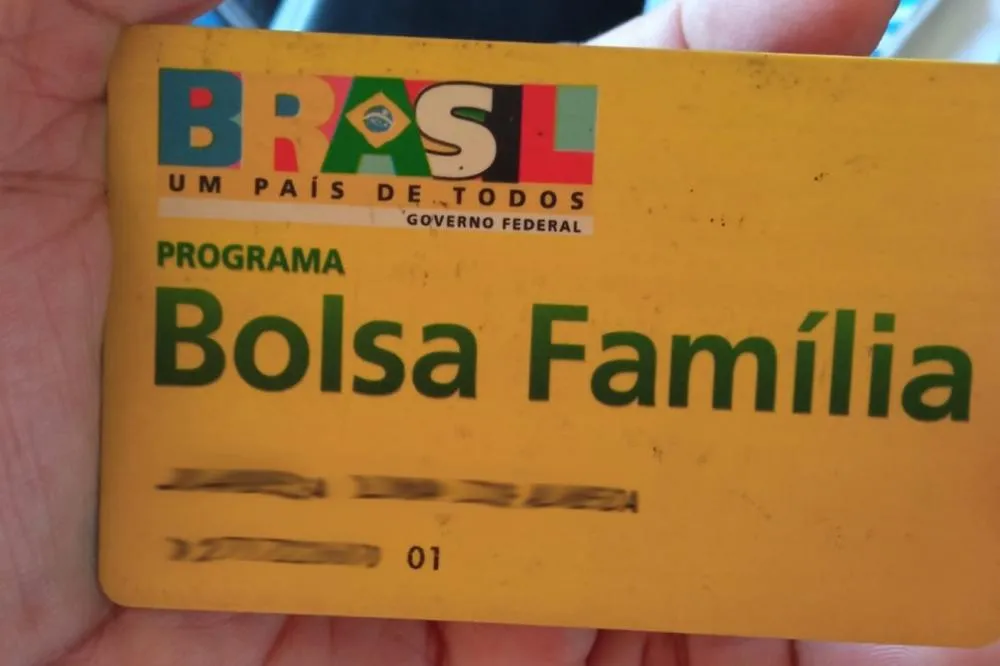 BRASIL
UM PAÍS DE TODOS
GOVERNO FEDERAL
PROGRAMA
Bolsa Família
01